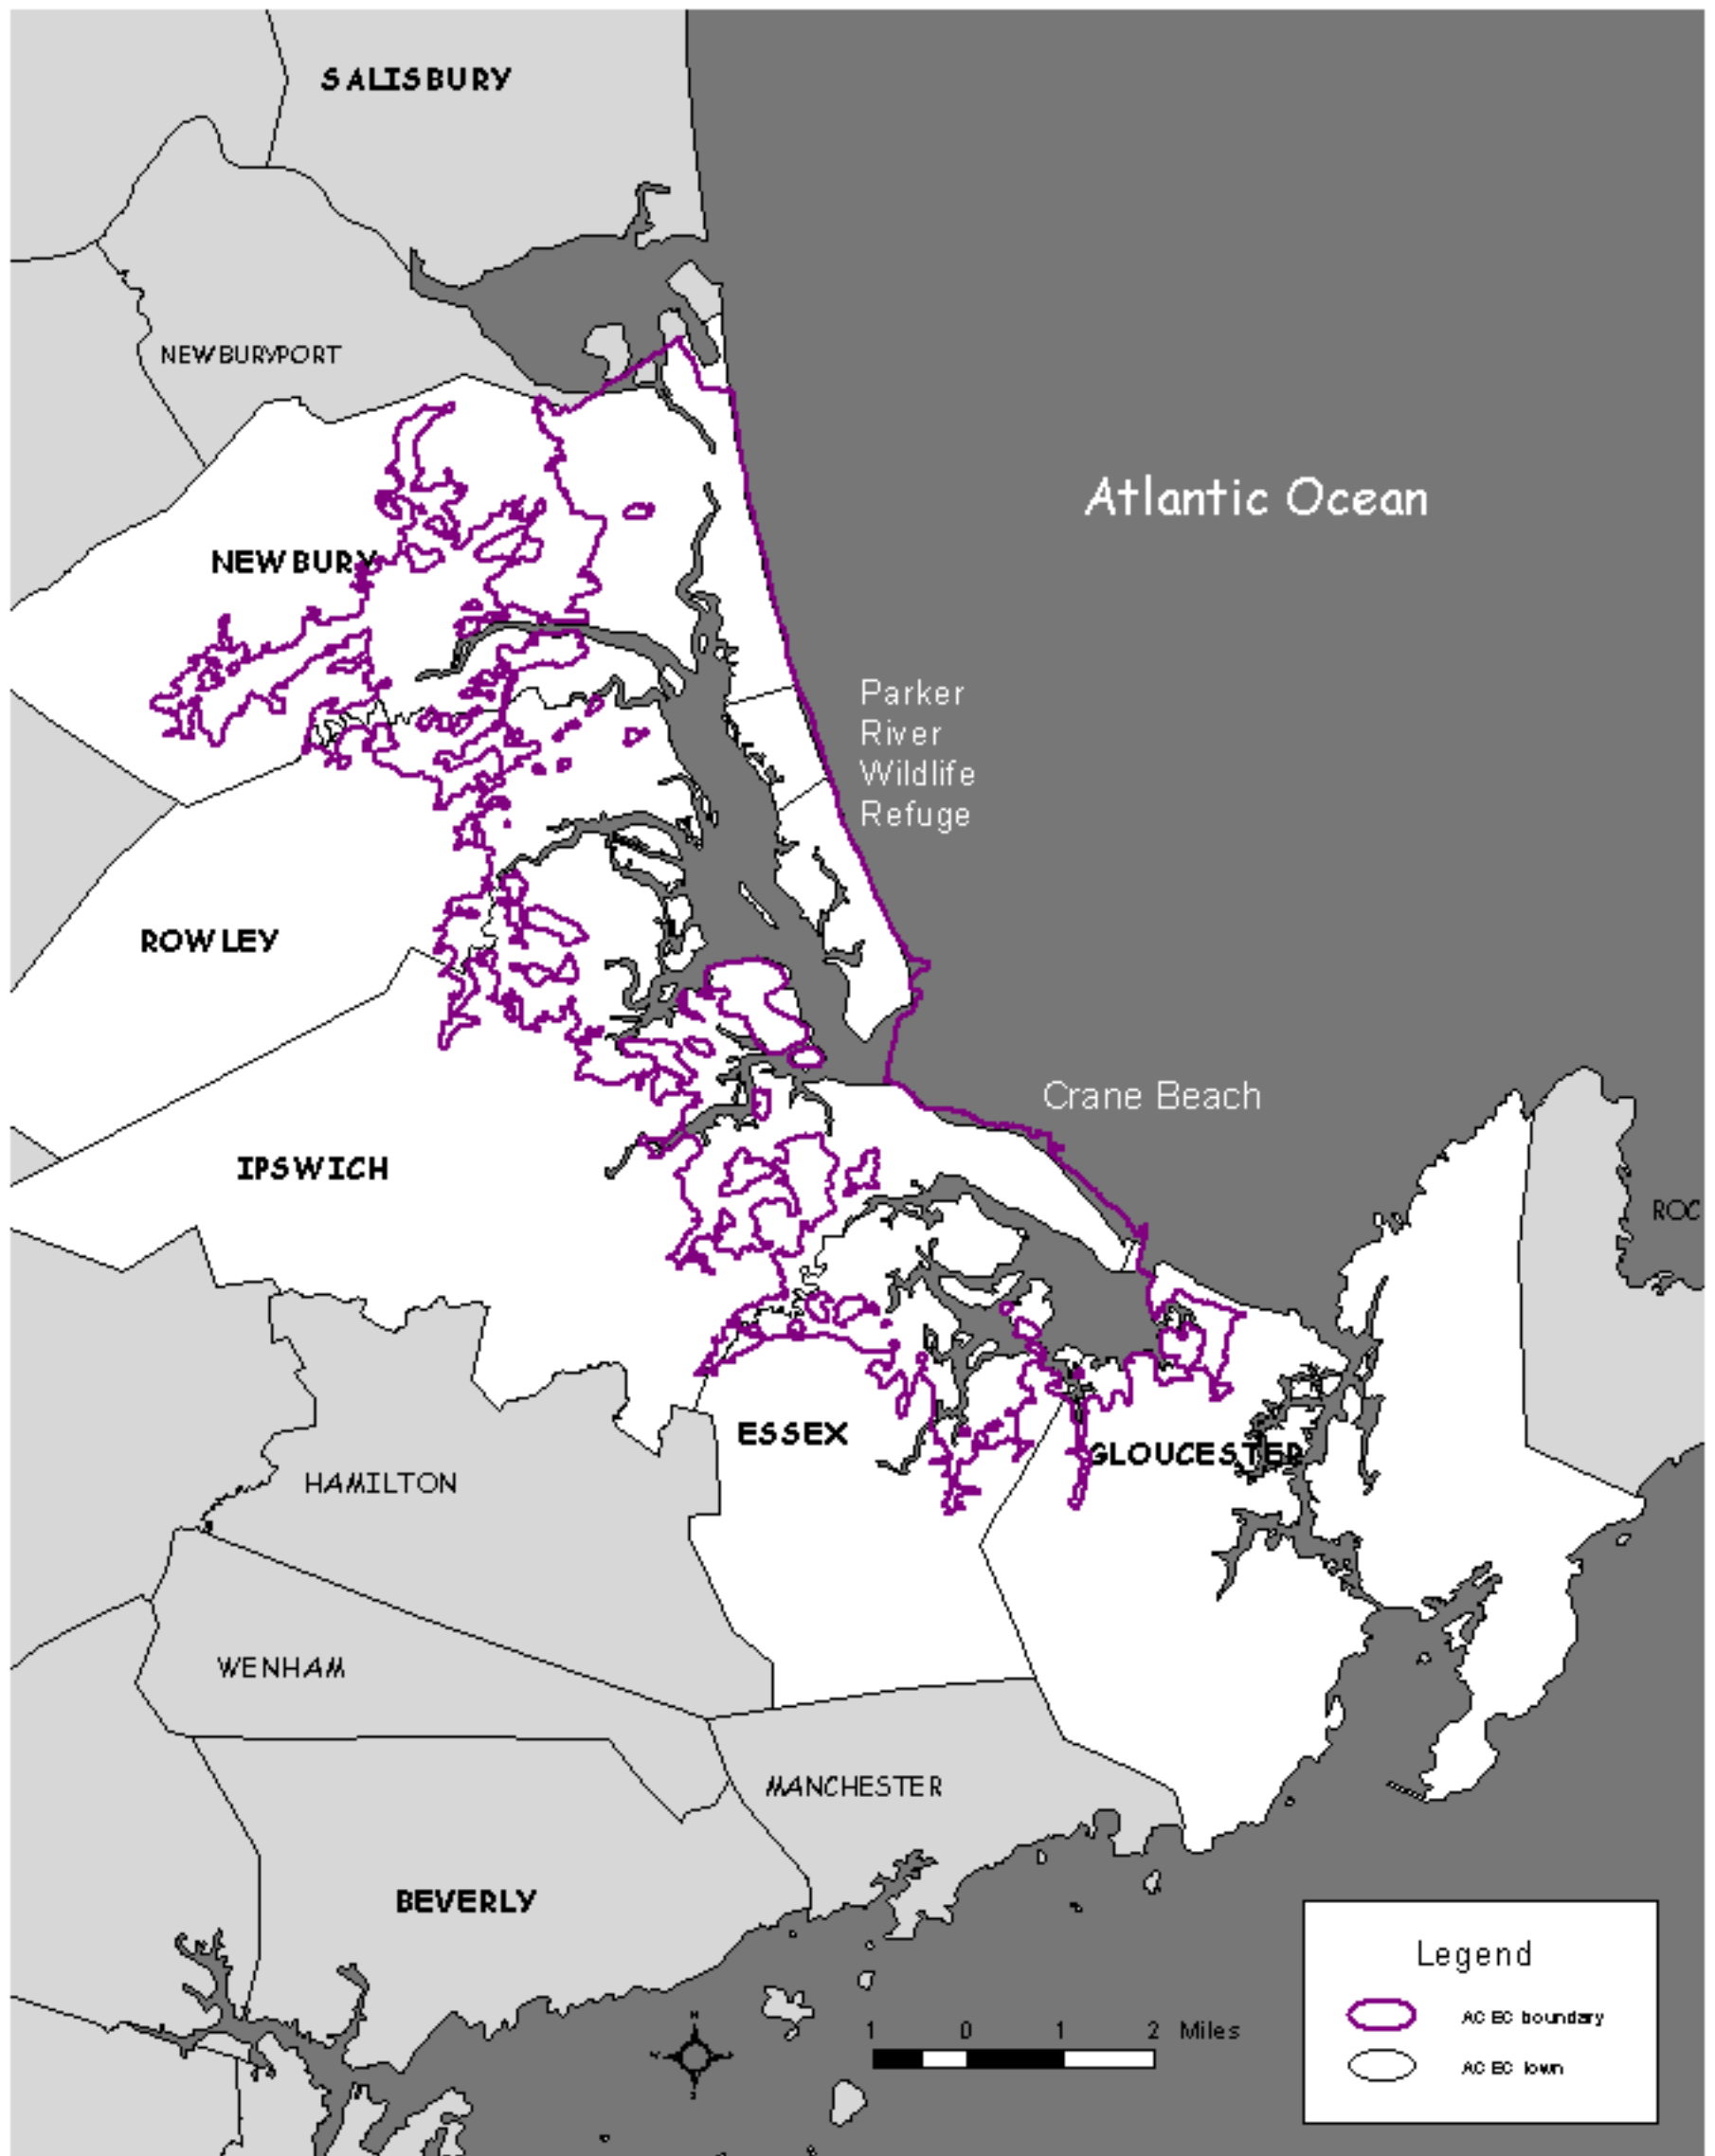 SALISBURY
NEWBURYPORT
Atlantic Ocean
NEWBURY
Parker
River
Wildlife
Refuge
ROWLEY
Crane Beach
IPSWICH
ROC
ESSEX
GLOUCESTER
HAMILTON
WENHAM
MANCHESTER
BEVERLY
Legend
ACEC boundary
ACEC town
N
1 0 1 2 Miles
S